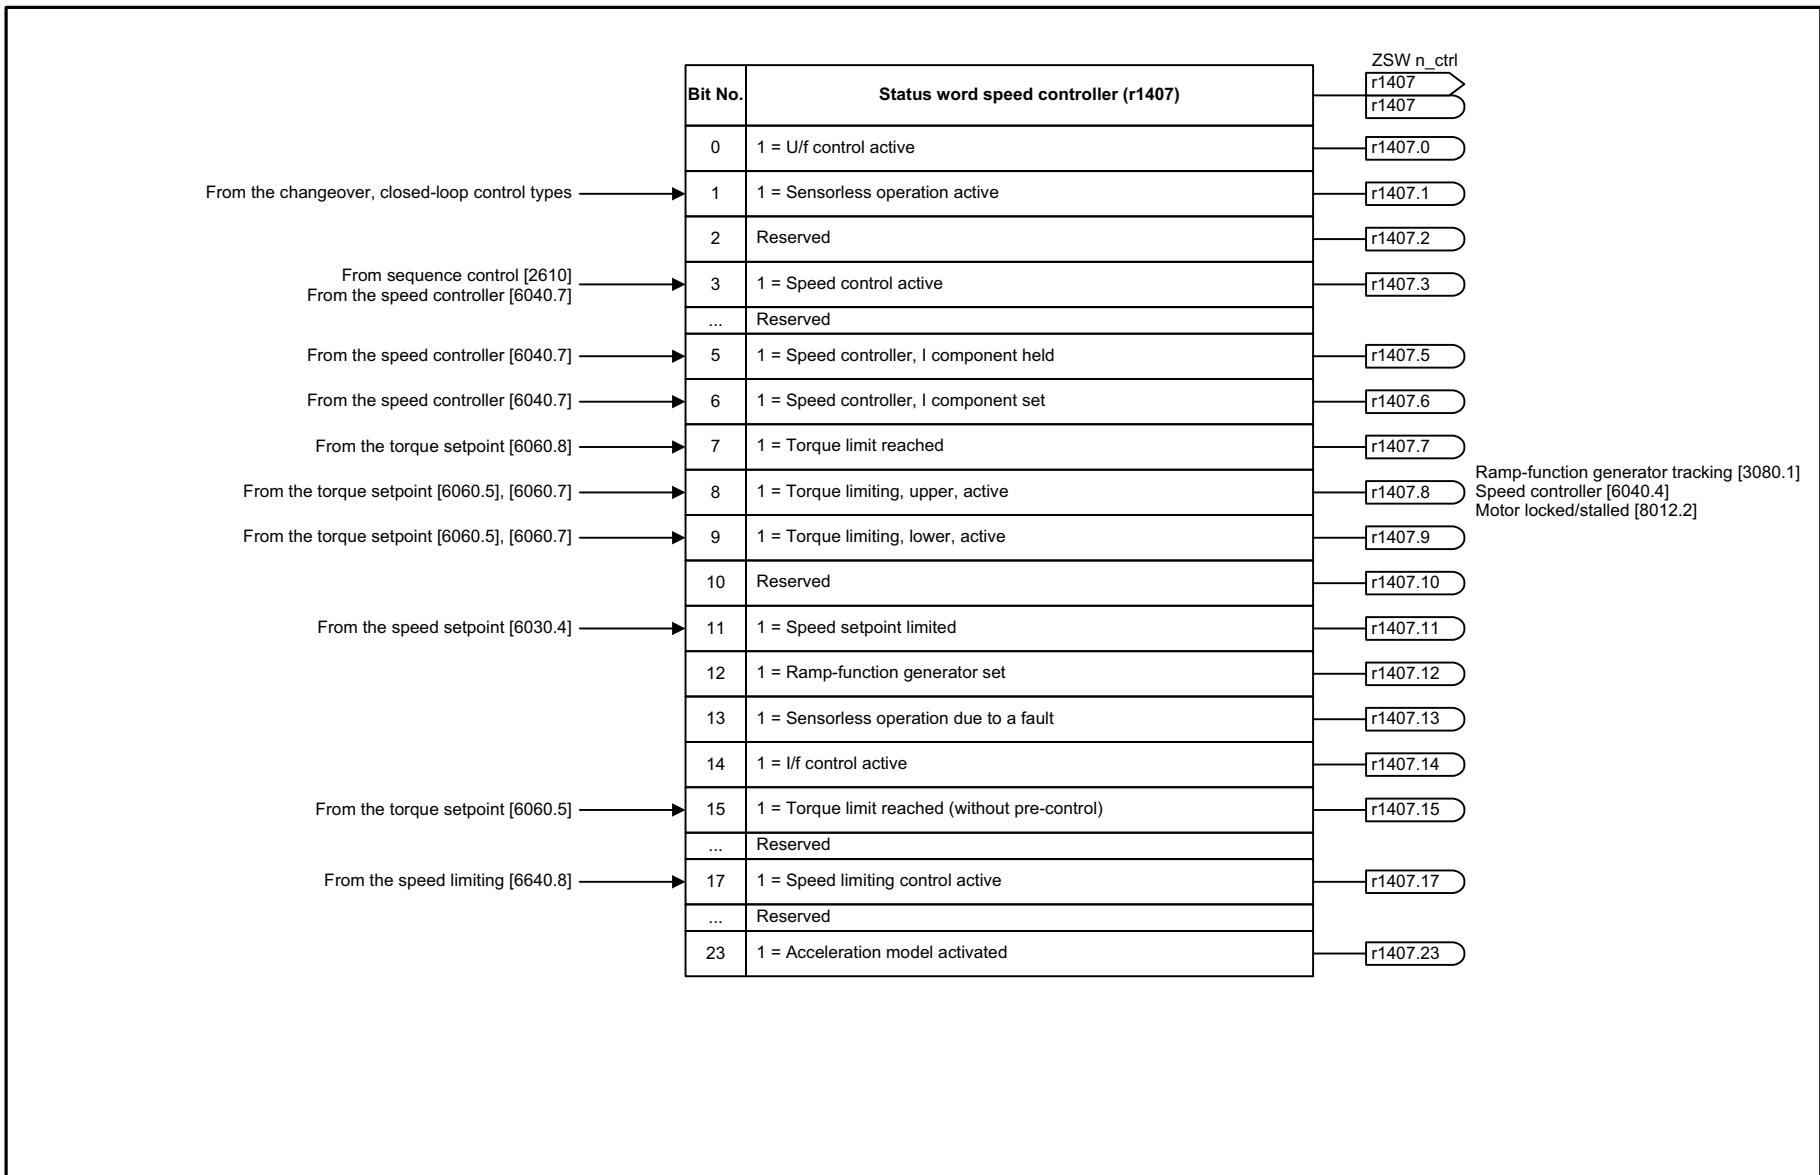 ZSW n_ctrl
Bit No. Status word speed controller (r1407) r1407
r1407
0 1 = U/f control active r1407.0
From the changeover, closed-loop control types 1 1 = Sensorless operation active r1407.1
2 Reserved r1407.2
From sequence control [2610]
From the speed controller [6040.7] 3 1 = Speed control active r1407.3
... Reserved
From the speed controller [6040.7] 5 1 = Speed controller, I component held r1407.5
From the speed controller [6040.7] 6 1 = Speed controller, I component set r1407.6
From the torque setpoint [6060.8] 7 1 = Torque limit reached r1407.7
From the torque setpoint [6060.5], [6060.7] 8 1 = Torque limiting, upper, active r1407.8
Ramp-function generator tracking [3080.1]
Speed controller [6040.4]
Motor locked/stalled [8012.2]
From the torque setpoint [6060.5], [6060.7] 9 1 = Torque limiting, lower, active r1407.9
10 Reserved r1407.10
From the speed setpoint [6030.4] 11 1 = Speed setpoint limited r1407.11
12 1 = Ramp-function generator set r1407.12
13 1 = Sensorless operation due to a fault r1407.13
14 1 = I/f control active r1407.14
From the torque setpoint [6060.5] 15 1 = Torque limit reached (without pre-control) r1407.15
... Reserved
From the speed limiting [6640.8] 17 1 = Speed limiting control active r1407.17
... Reserved
23 1 = Acceleration model activated r1407.23